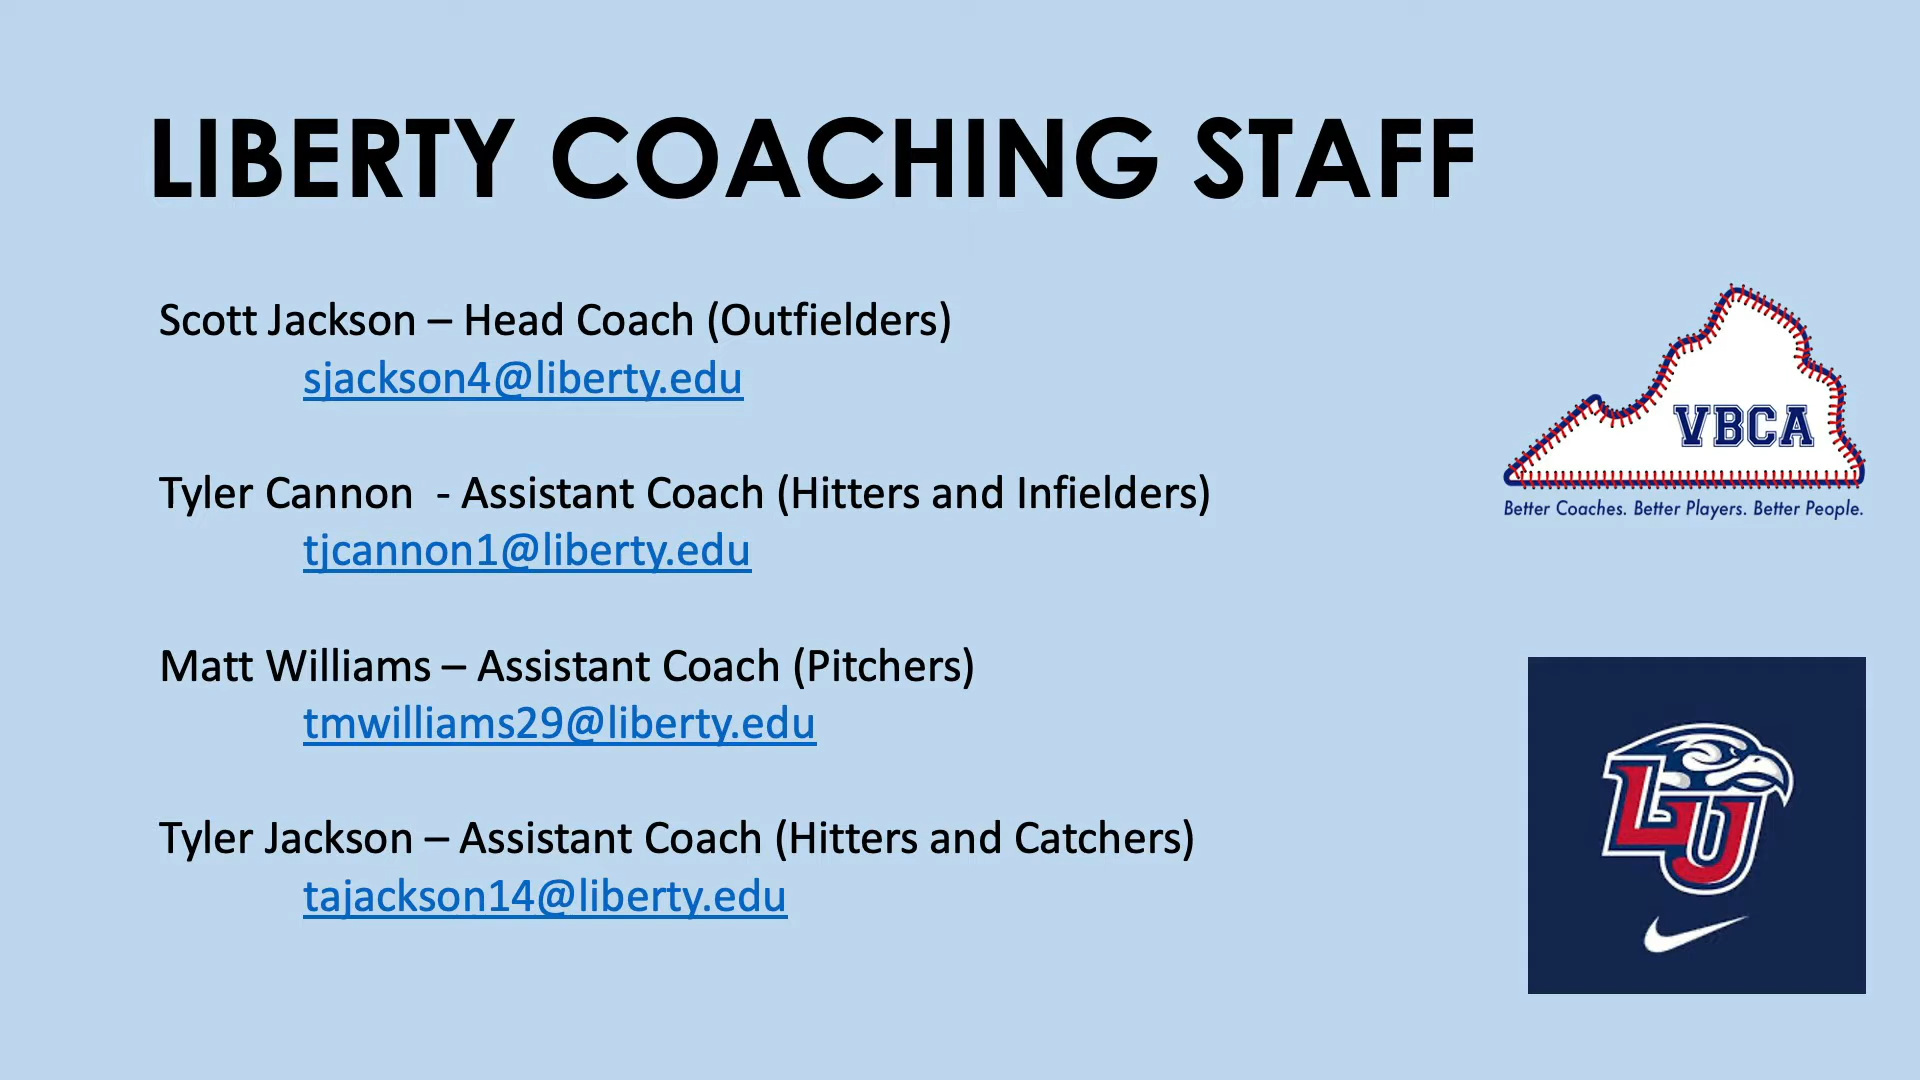 LIBERTY COACHING STAFF
Scott Jackson – Head Coach (Outfielders)
sjackson4@liberty.edu
Tyler Cannon  - Assistant Coach (Hitters and Infielders)
tjcannon1@liberty.edu
Matt Williams – Assistant Coach (Pitchers)
tmwilliams29@liberty.edu
Tyler Jackson – Assistant Coach (Hitters and Catchers)
tajackson14@liberty.edu
VBCA
Better Coaches. Better Players. Better People.
LU